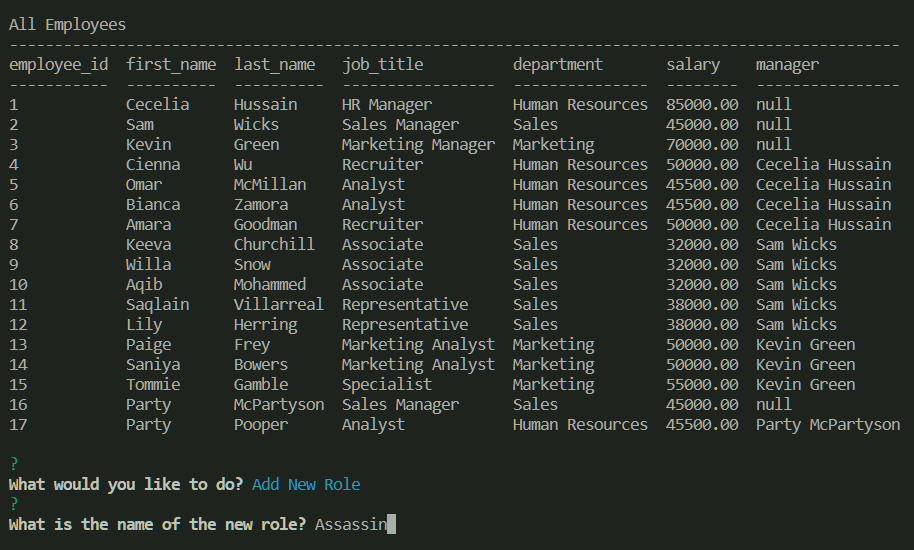 All Employees
---------------------------------------------------------------------------------------------------
employee_id  first_name  last_name   job_title          department       salary    manager
-----------  ----------  ----------  -----------------  ---------------  --------  ----------------
1            Cecelia     Hussain     HR Manager         Human Resources  85000.00  null
2            Sam         Wicks       Sales Manager      Sales            45000.00  null
3            Kevin       Green       Marketing Manager  Marketing        70000.00  null
4            Cienna      Wu          Recruiter          Human Resources  50000.00  Cecelia Hussain
5            Omar        McMillan    Analyst            Human Resources  45500.00  Cecelia Hussain
6            Bianca      Zamora      Analyst            Human Resources  45500.00  Cecelia Hussain
7            Amara       Goodman     Recruiter          Human Resources  50000.00  Cecelia Hussain
8            Keeva       Churchill   Associate          Sales            32000.00  Sam Wicks
9            Willa       Snow        Associate          Sales            32000.00  Sam Wicks
10           Aqib        Mohammed    Associate          Sales            32000.00  Sam Wicks
11           Saqlain     Villarreal  Representative     Sales            38000.00  Sam Wicks
12           Lily        Herring     Representative     Sales            38000.00  Sam Wicks
13           Paige       Frey        Marketing Analyst  Marketing        50000.00  Kevin Green
14           Saniya      Bowers      Marketing Analyst  Marketing        50000.00  Kevin Green
15           Tommie      Gamble      Specialist         Marketing        55000.00  Kevin Green
16           Party       McPartyson  Sales Manager      Sales            45000.00  null
17           Party       Pooper      Analyst            Human Resources  45500.00  Party McPartyson
?
What would you like to do? Add New Role
?
What is the name of the new role? Assassin